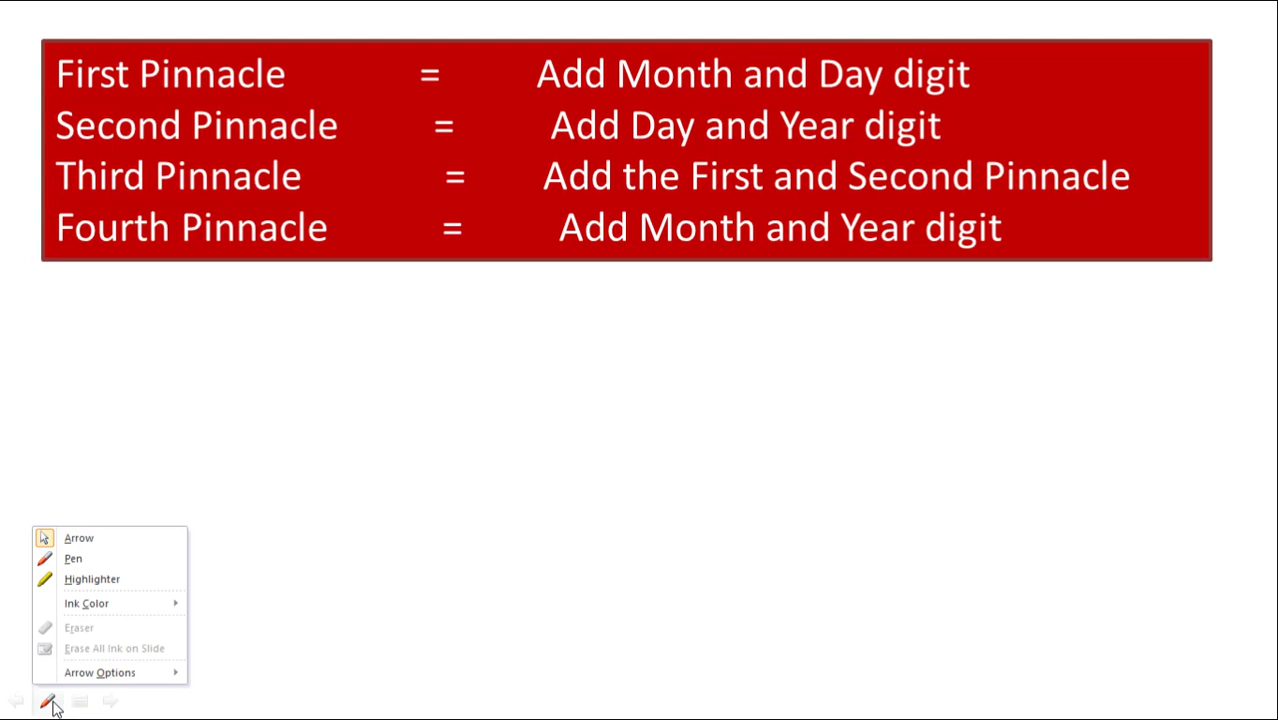 First Pinnacle = Add Month and Day digit
Second Pinnacle = Add Day and Year digit
Third Pinnacle = Add the First and Second Pinnacle
Fourth Pinnacle = Add Month and Year digit
Arrow
Pen
Highlighter
Ink Color
Eraser
Erase All Ink on Slide
Arrow Options